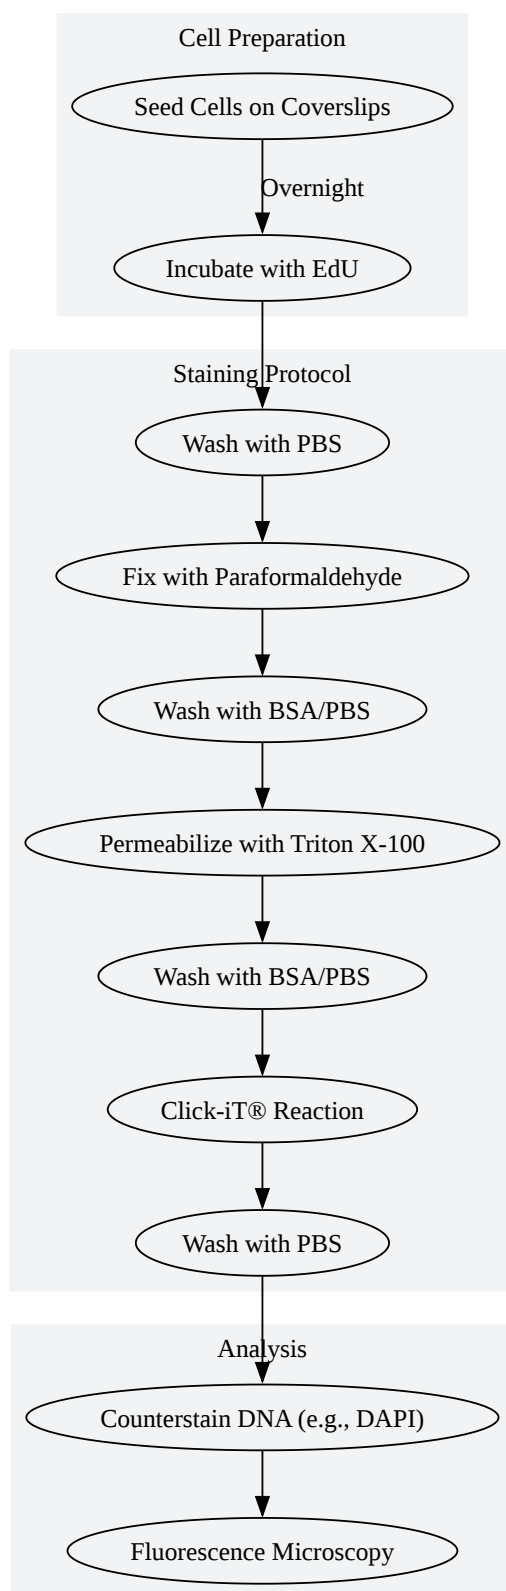 Cell Preparation
Seed Cells on Coverslips
Overnight
Incubate with EdU
Staining Protocol
Wash with PBS
Fix with Paraformaldehyde
Wash with BSA/PBS
Permeabilize with Triton X-100
Wash with BSA/PBS
Click-iT® Reaction
Wash with PBS
Analysis
Counterstain DNA (e.g., DAPI)
Fluorescence Microscopy